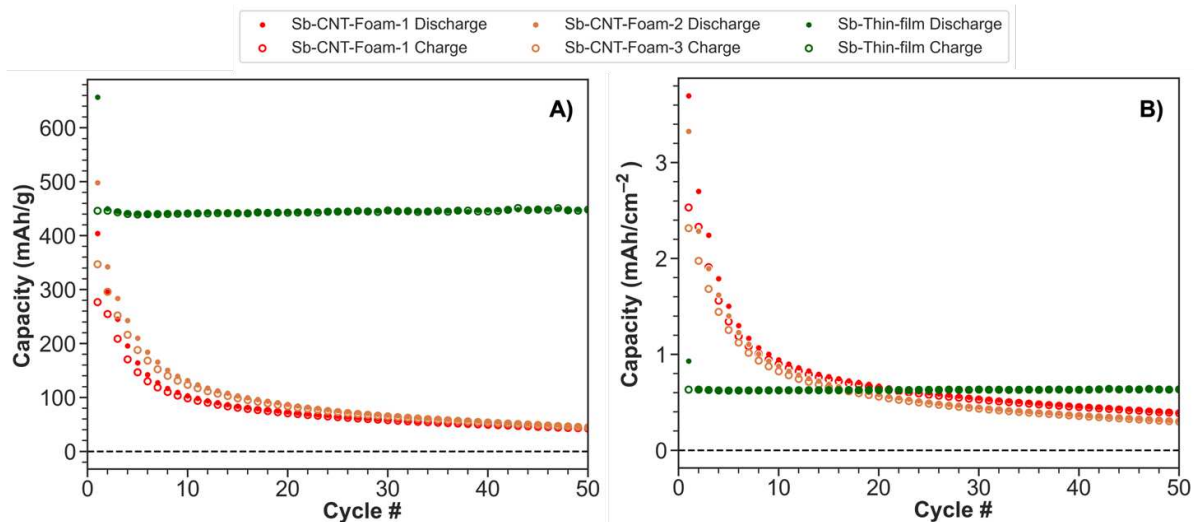 Sb-CNT-Foam-1 Discharge Sb-CNT-Foam-2 Discharge Sb-Thin-film Discharge
Sb-CNT-Foam-1 Charge Sb-CNT-Foam-3 Charge Sb-Thin-film Charge
A)
600
500
400
300
200
100
0
Capacity (mAh/g)
0 10 20 30 40 50
Cycle #
B)
3
2
1
0
Capacity (mAh/cm⁻²)
0 10 20 30 40 50
Cycle #